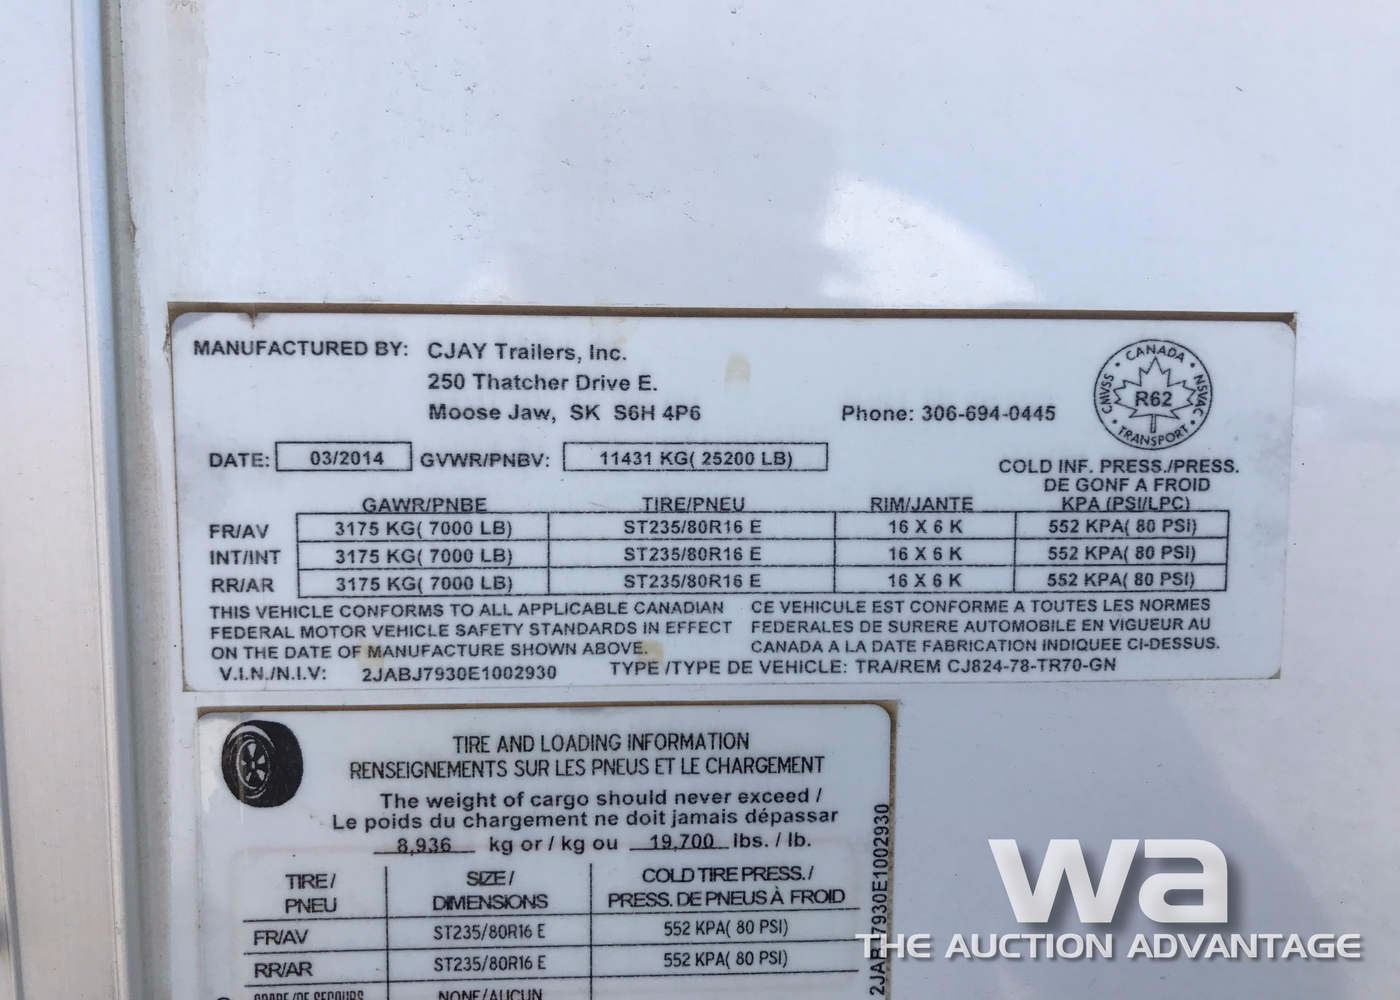 MANUFACTURED BY: CJAY Trailers, Inc.
250 Thatcher Drive E.
Moose Jaw, SK S6H 4P6
Phone: 306-694-0445
CANADA
CMVSS R62 NSVAC
TRANSPORT
DATE: 03/2014 GVWR/PNBV: 11431 KG( 25200 LB)
COLD INF. PRESS./PRESS.
DE GONF A FROID
GAWR/PNBE TIRE/PNEU RIM/JANTE KPA (PSI/LPC)
FR/AV 3175 KG( 7000 LB) ST235/80R16 E 16 X 6 K 552 KPA( 80 PSI)
INT/INT 3175 KG( 7000 LB) ST235/80R16 E 16 X 6 K 552 KPA( 80 PSI)
RR/AR 3175 KG( 7000 LB) ST235/80R16 E 16 X 6 K 552 KPA( 80 PSI)
THIS VEHICLE CONFORMS TO ALL APPLICABLE CANADIAN
FEDERAL MOTOR VEHICLE SAFETY STANDARDS IN EFFECT
ON THE DATE OF MANUFACTURE SHOWN ABOVE.
CE VEHICULE EST CONFORME A TOUTES LES NORMES
FEDERALES DE SURERE AUTOMOBILE EN VIGUEUR AU
CANADA A LA DATE FABRICATION INDIQUEE CI-DESSUS.
V.I.N./N.I.V: 2JABJ7930E1002930 TYPE /TYPE DE VEHICLE: TRA/REM CJ824-78-TR70-GN
TIRE AND LOADING INFORMATION
RENSEIGNEMENTS SUR LES PNEUS ET LE CHARGEMENT
The weight of cargo should never exceed /
Le poids du chargement ne doit jamais dépasser
8,936 kg or / kg ou 19,700 lbs. / lb.
TIRE / PNEU SIZE / DIMENSIONS COLD TIRE PRESS. / PRESS. DE PNEUS À FROID
FR/AV ST235/80R16 E 552 KPA( 80 PSI)
RR/AR ST235/80R16 E 552 KPA( 80 PSI)
SPARE/DE SECOURS NONE/AUCUN
2JABJ7930E1002930
wa
THE AUCTION ADVANTAGE